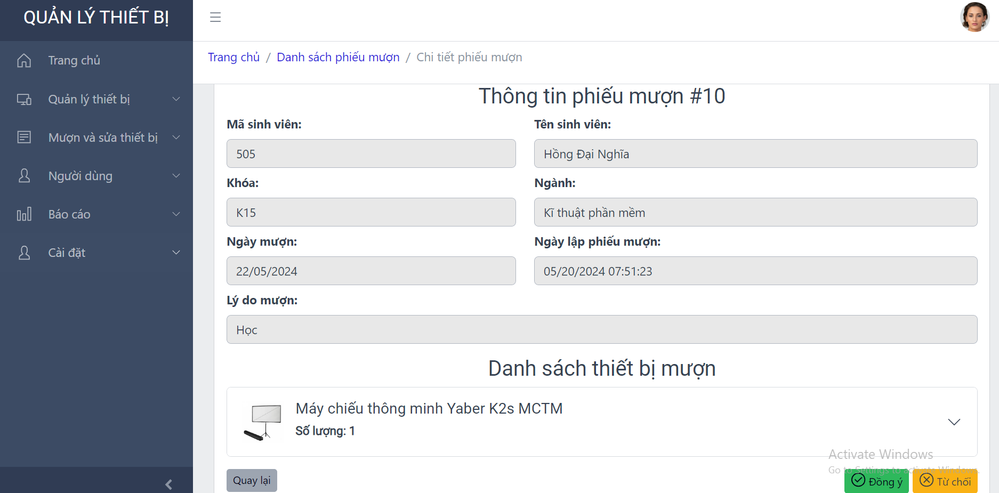 QUẢN LÝ THIẾT BỊ
Trang chủ
Quản lý thiết bị
Mượn và sửa thiết bị
Người dùng
Báo cáo
Cài đặt
Trang chủ / Danh sách phiếu mượn / Chi tiết phiếu mượn
Thông tin phiếu mượn #10
Mã sinh viên: Tên sinh viên:
505 Hồng Đại Nghĩa
Khóa: Ngành:
K15 Kĩ thuật phần mềm
Ngày mượn: Ngày lập phiếu mượn:
22/05/2024 05/20/2024 07:51:23
Lý do mượn:
Học
Danh sách thiết bị mượn
Máy chiếu thông minh Yaber K2s MCTM
Số lượng: 1
Activate Windows
Go to Settings to activate Windows.
Quay lại Đồng ý Từ chối